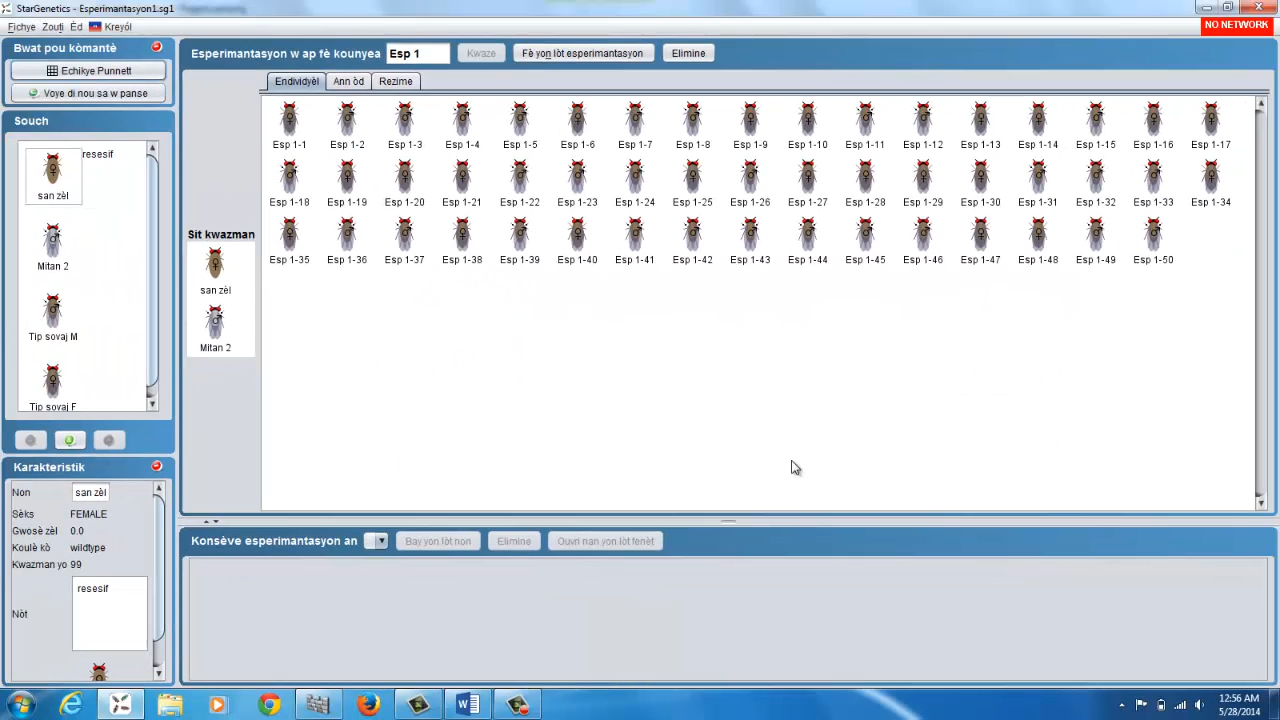 StarGenetics - Esperimantasyon1.sg1
Fichye Zouti Èd Kreyól
NO NETWORK
Bwat pou kòmantè
Echikye Punnett
Voye di nou sa w panse
Souch
san zèl
resesif
Mitan 2
Tip sovaj M
Tip sovaj F
Karakteristik
Non san zèl
Sèks FEMALE
Gwosè zèl 0.0
Koulè kò wildtype
Kwazman yo 99
Nòt resesif
Esperimantasyon w ap fè kounyea Esp 1 Kwaze Fè yon lòt esperimantasyon Elimine
Endividyèl Ann òd Rezime
Sit kwazman
san zèl
Mitan 2
Esp 1-1 Esp 1-2 Esp 1-3 Esp 1-4 Esp 1-5 Esp 1-6 Esp 1-7 Esp 1-8 Esp 1-9 Esp 1-10 Esp 1-11 Esp 1-12 Esp 1-13 Esp 1-14 Esp 1-15 Esp 1-16 Esp 1-17
Esp 1-18 Esp 1-19 Esp 1-20 Esp 1-21 Esp 1-22 Esp 1-23 Esp 1-24 Esp 1-25 Esp 1-26 Esp 1-27 Esp 1-28 Esp 1-29 Esp 1-30 Esp 1-31 Esp 1-32 Esp 1-33 Esp 1-34
Esp 1-35 Esp 1-36 Esp 1-37 Esp 1-38 Esp 1-39 Esp 1-40 Esp 1-41 Esp 1-42 Esp 1-43 Esp 1-44 Esp 1-45 Esp 1-46 Esp 1-47 Esp 1-48 Esp 1-49 Esp 1-50
Konsève esperimantasyon an Bay yon lòt non Elimine Ouvri nan yon lòt fenèt
12:56 AM
5/28/2014